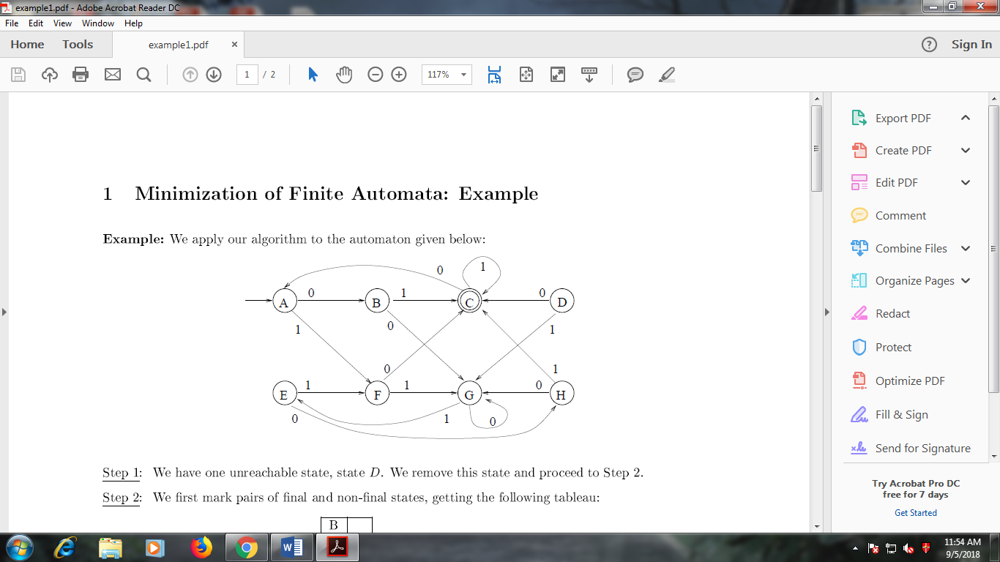 example1.pdf - Adobe Acrobat Reader DC
File Edit View Window Help
Home Tools example1.pdf × ? Sign In
1 / 2 117%
Export PDF
Create PDF
Edit PDF
Comment
Combine Files
Organize Pages
Redact
Protect
Optimize PDF
Fill & Sign
Send for Signature
Try Acrobat Pro DC
free for 7 days
Get Started
1 Minimization of Finite Automata: Example
Example: We apply our algorithm to the automaton given below:
0 1
A 0 B 1 C 0 D
1 0 1
0 1
E 1 F 1 G 0 H
0 1 0
Step 1: We have one unreachable state, state D. We remove this state and proceed to Step 2.
Step 2: We first mark pairs of final and non-final states, getting the following tableau:
B
11:54 AM
9/5/2018